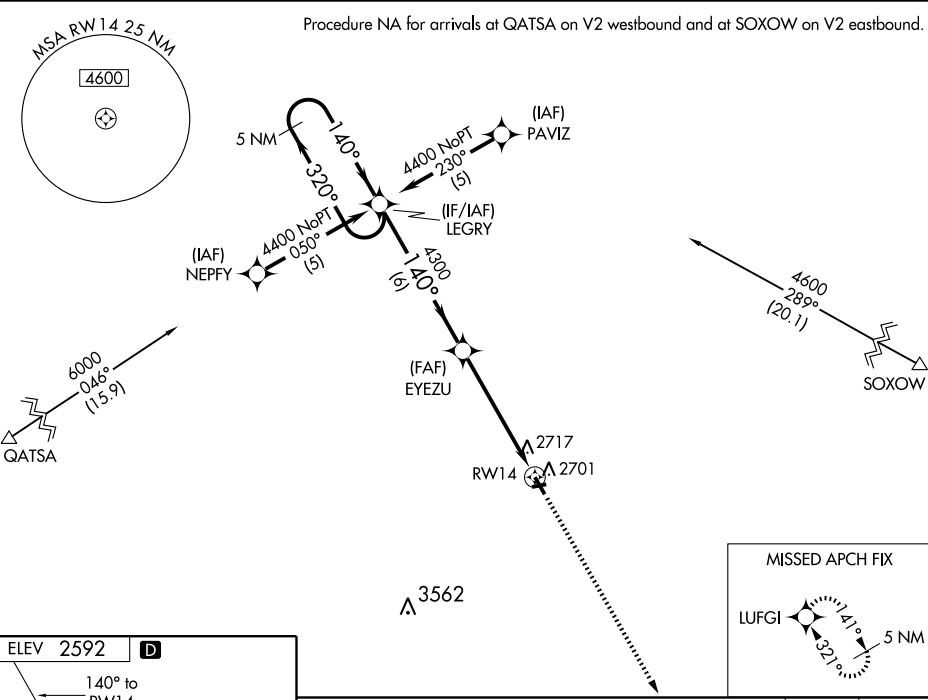 Procedure NA for arrivals at QATSA on V2 westbound and at SOXOW on V2 eastbound.
MSA RW14 25 NM
4600
5 NM
140°
320°
(IAF)
PAVIZ
4400 NoPT
230°
(5)
(IF/IAF)
LEGRY
4400 NoPT
050°
(5)
(IAF)
NEPFY
4300
140°
(6)
4600
289°
(20.1)
SOXOW
6000
046°
(15.9)
QATSA
(FAF)
EYEZU
2717
2701
RW14
3562
MISSED APCH FIX
LUFGI
141°
321°
5 NM
ELEV 2592
D
140° to
RW14